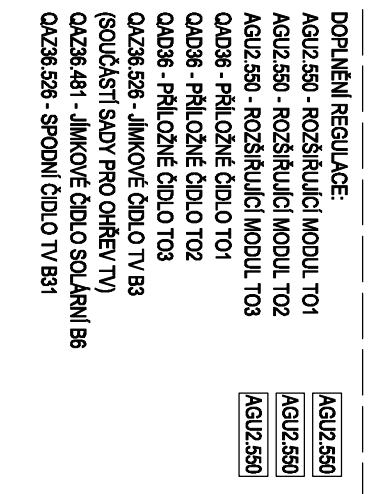 DOPLNĚNÍ REGULACE:
AGU2.550 - ROZŠIŘUJÍCÍ MODUL TO1
AGU2.550 - ROZŠIŘUJÍCÍ MODUL TO2
AGU2.550 - ROZŠIŘUJÍCÍ MODUL TO3
QAD36 - PŘÍLOŽNÉ ČIDLO TO1
QAD36 - PŘÍLOŽNÉ ČIDLO TO2
QAD36 - PŘÍLOŽNÉ ČIDLO TO3
QAZ36.526 - JÍMKOVÉ ČIDLO TV B3
(SOUČÁSTÍ SADY PRO OHŘEV TV)
QAZ36.481 - JÍMKOVÉ ČIDLO SOLÁRNÍ B6
QAZ36.526 - SPODNÍ ČIDLO TV B31
AGU2.550
AGU2.550
AGU2.550